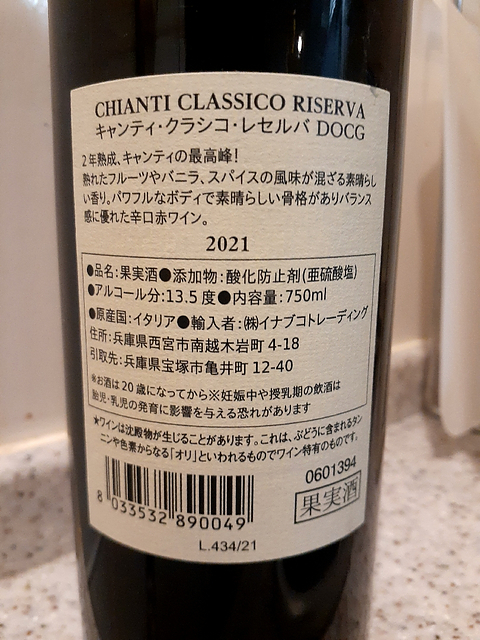 CHIANTI CLASSICO RISERVA
キャンティ・クラシコ・レセルバ DOCG
2年熟成、キャンティの最高峰!
熟れたフルーツやバニラ、スパイスの風味が混ざる素晴らし
い香り。パワフルなボディで素晴らしい骨格がありバランス
感に優れた辛口赤ワイン。
2021
●品名:果実酒●添加物:酸化防止剤(亜硫酸塩)
●アルコール分:13.5度●内容量:750ml
●原産国:イタリア●輸入者:㈱イナブコトレーディング
住所:兵庫県西宮市南越木岩町 4-18
引取先:兵庫県宝塚市亀井町 12-40
※お酒は20歳になってから※妊娠中や授乳期の飲酒は
胎児・乳児の発育に影響を与える恐れがあります
★ワインは沈殿物が生じることがあります。これは、ぶどうに含まれるタン
ニンや色素からなる「オリ」といわれるものでワイン特有のものです。
0601394
果実酒
8 033532 890049
L.434/21